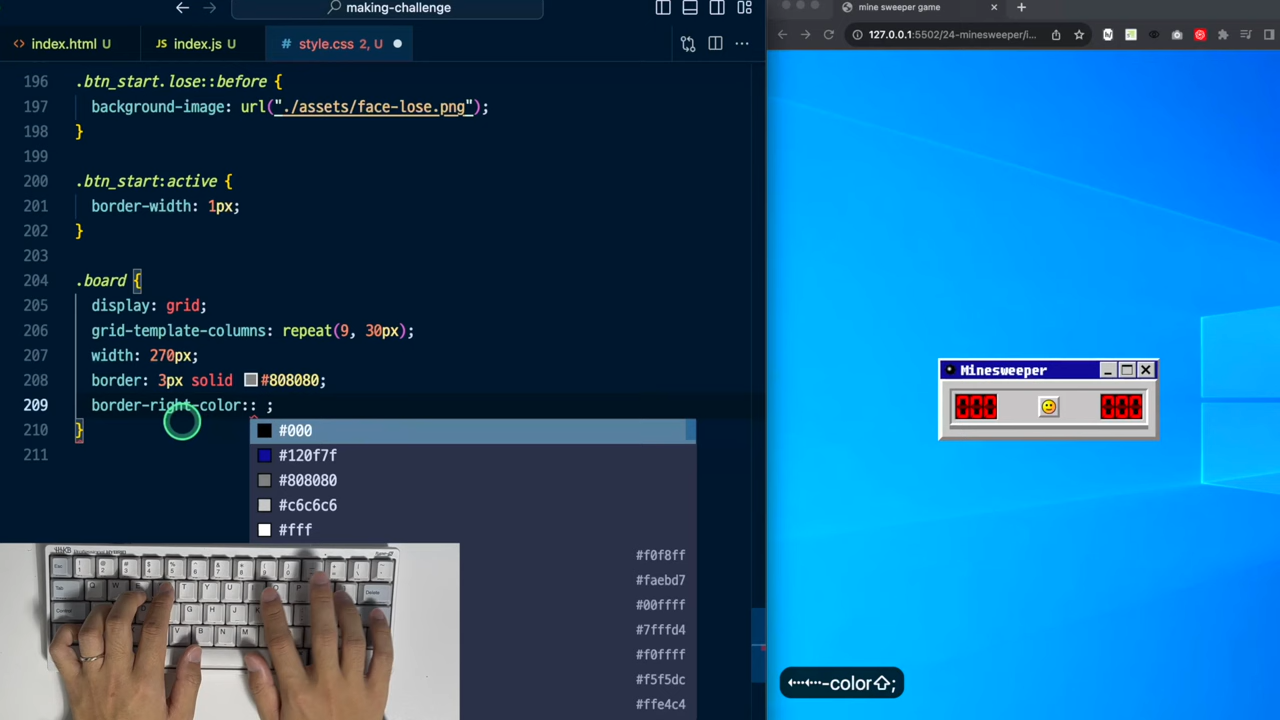 making-challenge
index.html U
JS index.js U
# style.css 2, U
mine sweeper game
127.0.0.1:5502/24-minesweeper/i...
196 .btn_start.lose::before {
197 background-image: url("./assets/face-lose.png");
198 }
199
200 .btn_start:active {
201 border-width: 1px;
202 }
203
204 .board {
205 display: grid;
206 grid-template-columns: repeat(9, 30px);
207 width: 270px;
208 border: 3px solid #808080;
209 border-right-color:: ;
210 }
211
#000
#120f7f
#808080
#c6c6c6
#fff
#f0f8ff
#faebd7
#00ffff
#7fffd4
#f0ffff
#f5f5dc
#ffe4c4
Minesweeper
000 000
←⋯←⋯-color⇧;